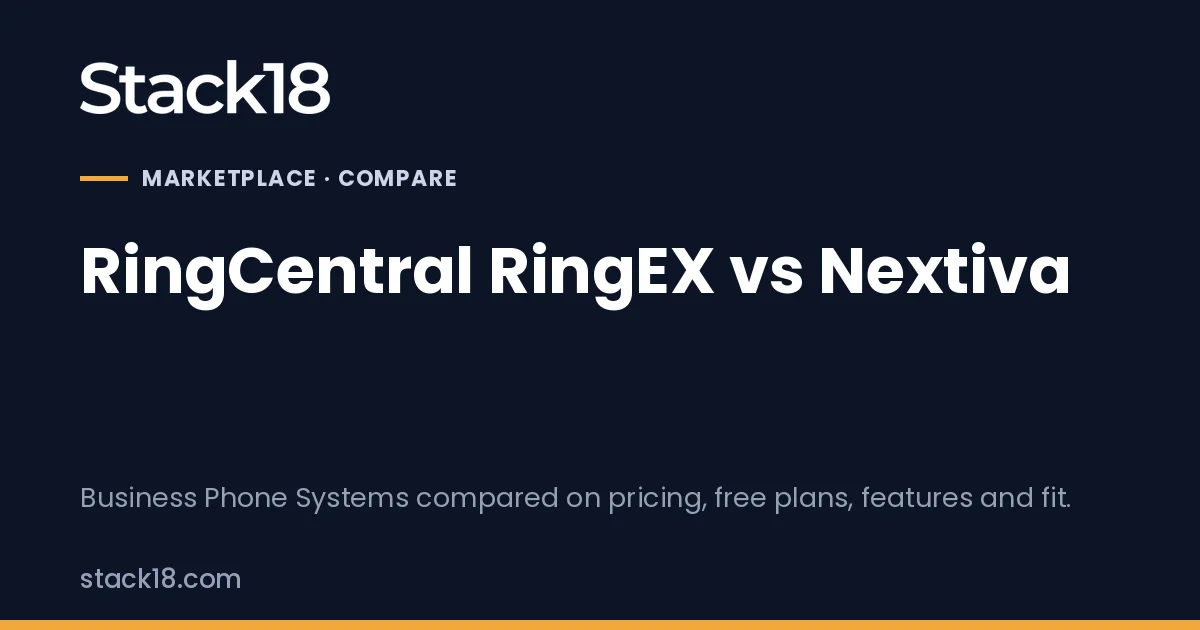 Stack18
MARKETPLACE · COMPARE
RingCentral RingEX vs Nextiva
Business Phone Systems compared on pricing, free plans, features and fit.
stack18.com